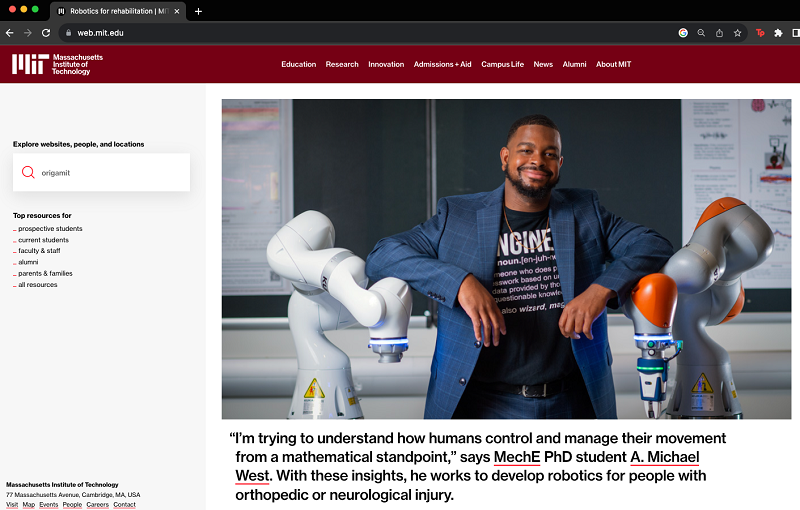 Robotics for rehabilitation | MI
web.mit.edu
Massachusetts
Institute of
Technology
Education Research Innovation Admissions + Aid Campus Life News Alumni About MIT
Explore websites, people, and locations
origamit
Top resources for
prospective students
current students
faculty & staff
alumni
parents & families
all resources
NGINE
noun.[en-juh-n
meone who does p
esswork based on u
data provided by tho
questionable knowle
also wizard, mag
“I’m trying to understand how humans control and manage their movement
from a mathematical standpoint,” says MechE PhD student A. Michael
West. With these insights, he works to develop robotics for people with
orthopedic or neurological injury.
Massachusetts Institute of Technology
77 Massachusetts Avenue, Cambridge, MA, USA
Visit Map Events People Careers Contact